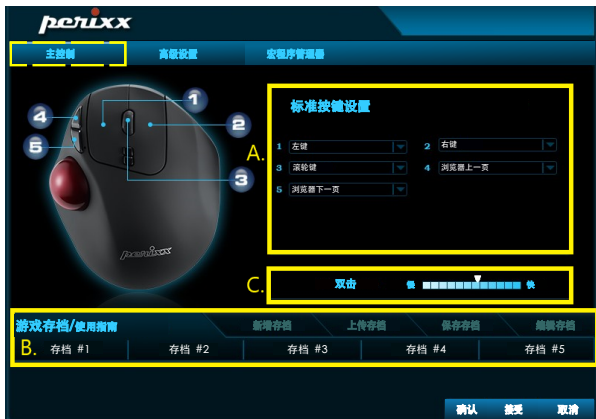 perixx
主控制 高级设置 宏程序管理器
标准按键设置
A.
1 左键 2 右键
3 滚轮键 4 浏览器上一页
5 浏览器下一页
1
2
3
4
5
perixx
C. 双击 慢 快
游戏存档/使用指南 新增存档 上传存档 保存存档 编辑存档
B. 存档 #1 存档 #2 存档 #3 存档 #4 存档 #5
确认 接受 取消